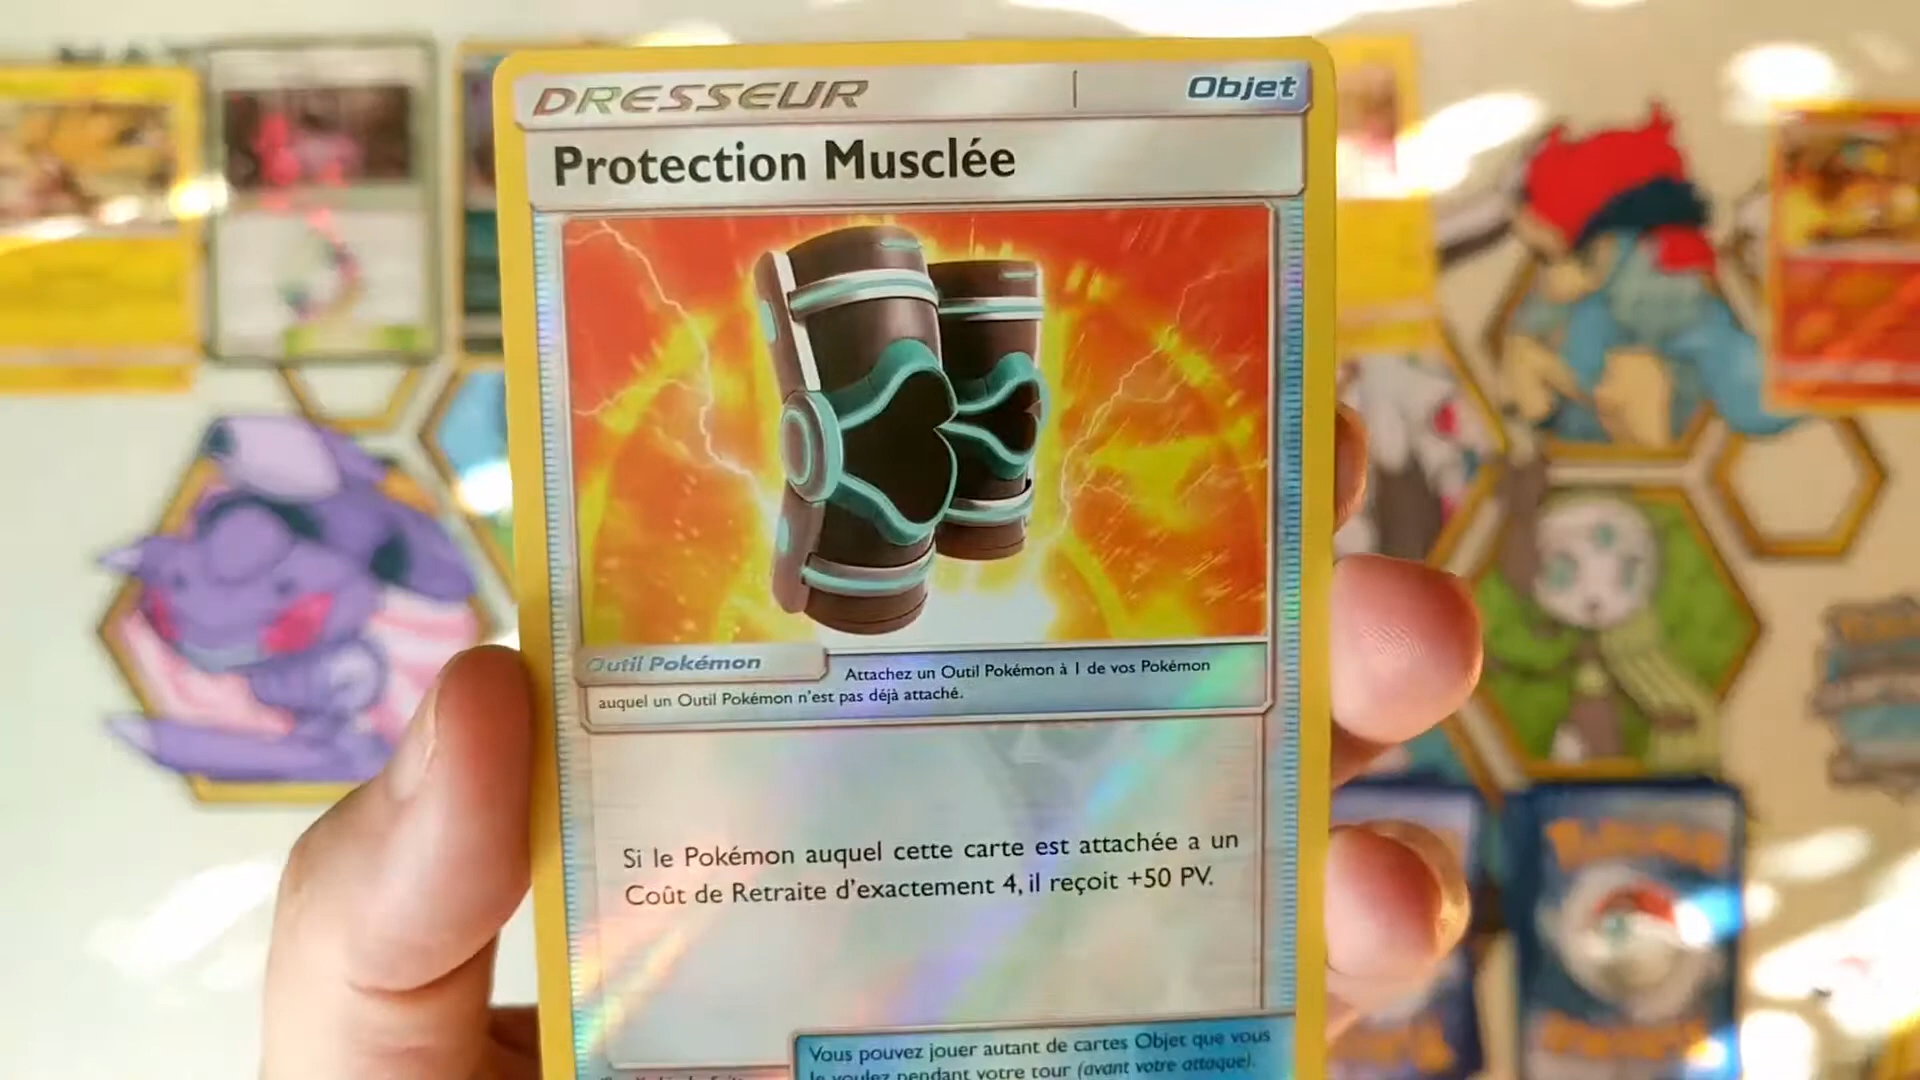 DRESSEUR
Objet
Protection Musclée
Outil Pokémon
Attachez un Outil Pokémon à 1 de vos Pokémon
auquel un Outil Pokémon n'est pas déjà attaché.
Si le Pokémon auquel cette carte est attachée a un
Coût de Retraite d'exactement 4, il reçoit +50 PV.
Vous pouvez jouer autant de cartes Objet que vous
le voulez pendant votre tour (avant votre attaque).